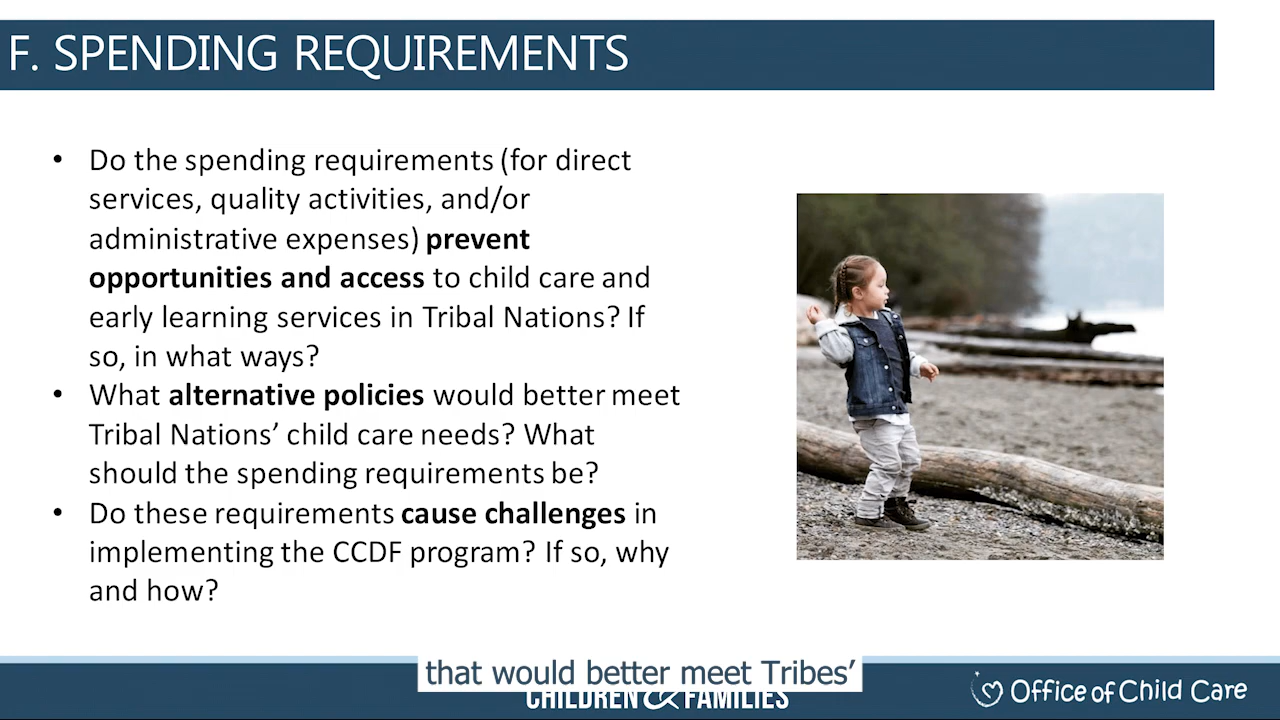 F. SPENDING REQUIREMENTS
• Do the spending requirements (for direct
services, quality activities, and/or
administrative expenses) prevent
opportunities and access to child care and
early learning services in Tribal Nations? If
so, in what ways?
• What alternative policies would better meet
Tribal Nations’ child care needs? What
should the spending requirements be?
• Do these requirements cause challenges in
implementing the CCDF program? If so, why
and how?
that would better meet Tribes’
CHILDREN & FAMILIES
Office of Child Care